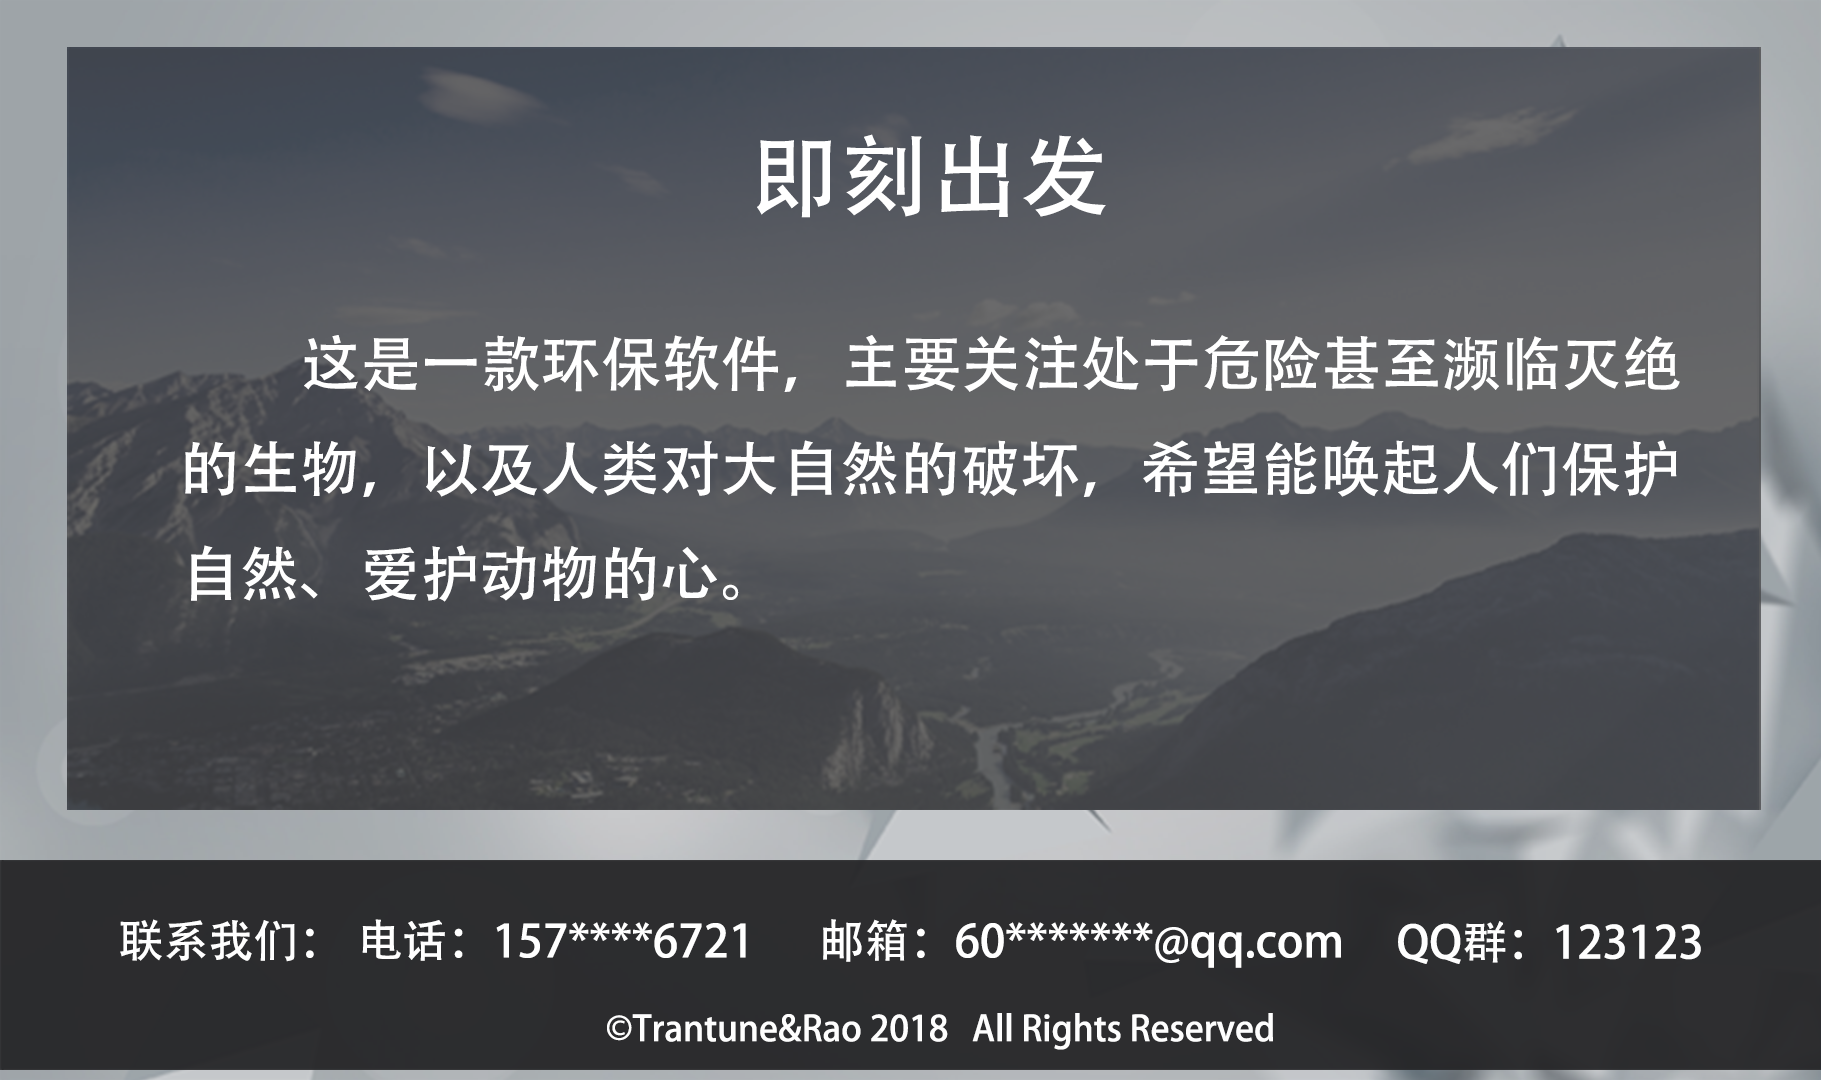 即刻出发
这是一款环保软件，主要关注处于危险甚至濒临灭绝
的生物，以及人类对大自然的破坏，希望能唤起人们保护
自然、爱护动物的心。
联系我们： 电话：157****6721 邮箱：60*******@qq.com QQ群：123123
©Trantune&Rao 2018 All Rights Reserved